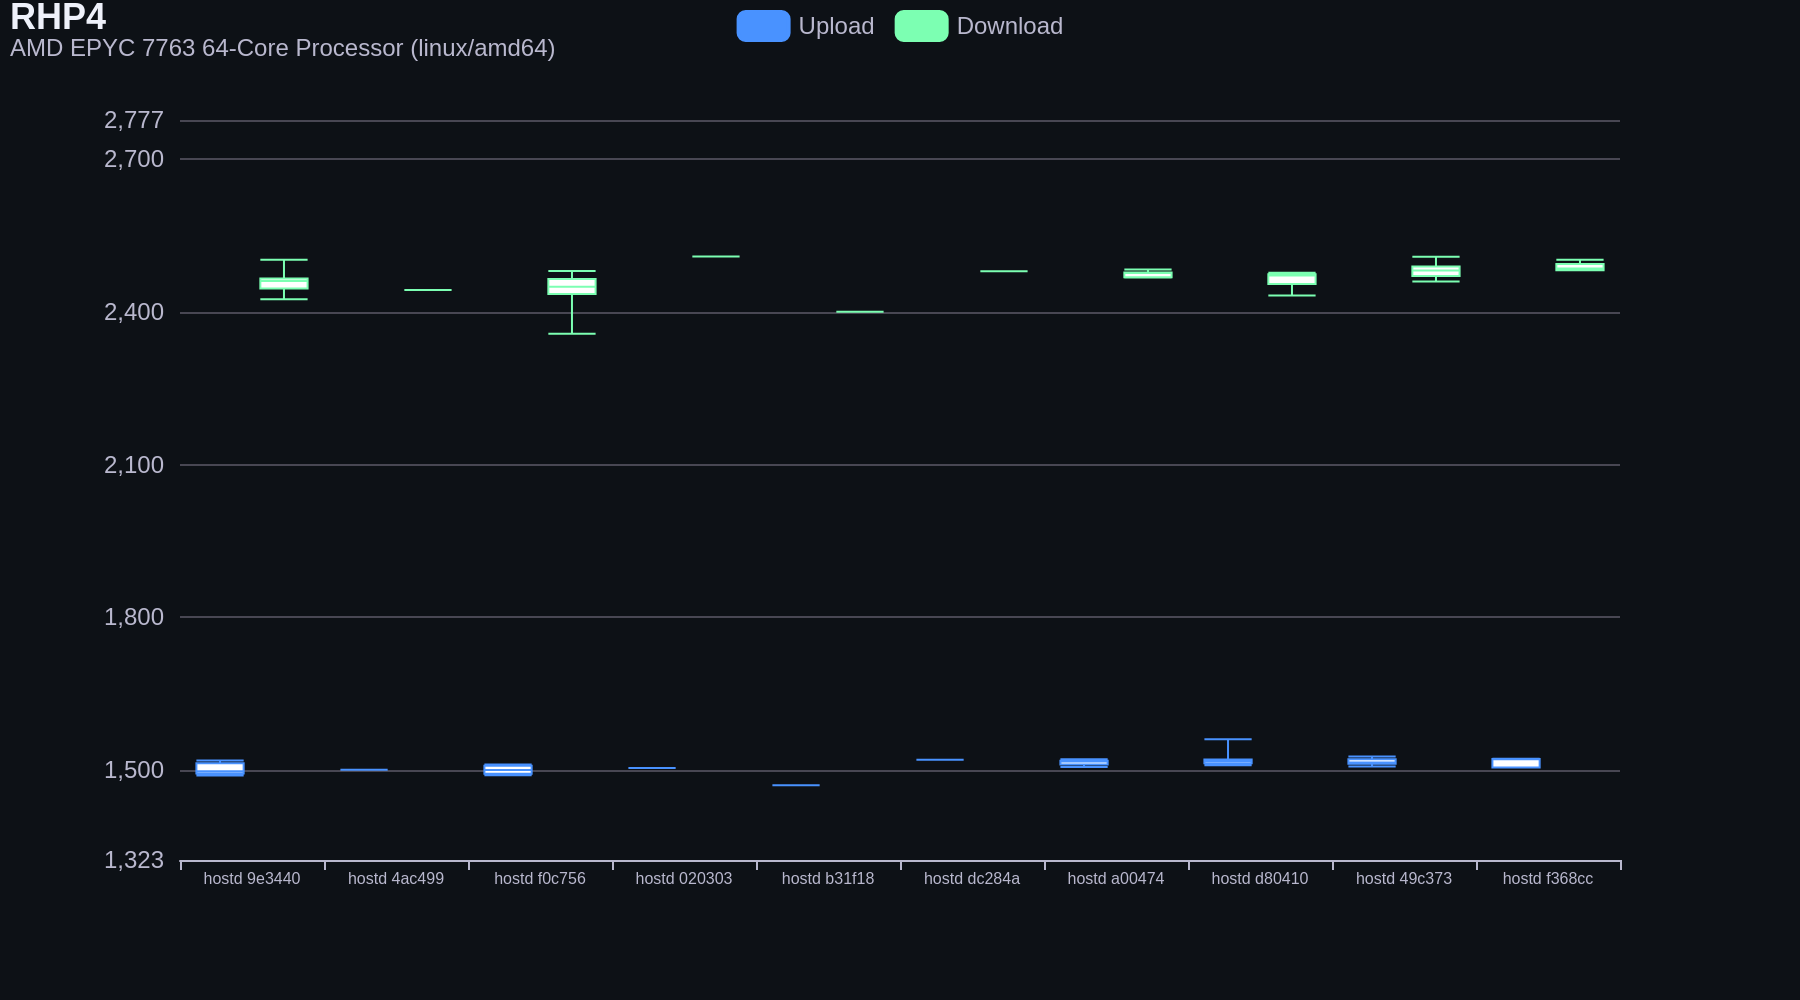 RHP4
AMD EPYC 7763 64-Core Processor (linux/amd64)
Upload
Download
2,777
2,700
2,400
2,100
1,800
1,500
1,323
hostd 9e3440
hostd 4ac499
hostd f0c756
hostd 020303
hostd b31f18
hostd dc284a
hostd a00474
hostd d80410
hostd 49c373
hostd f368cc